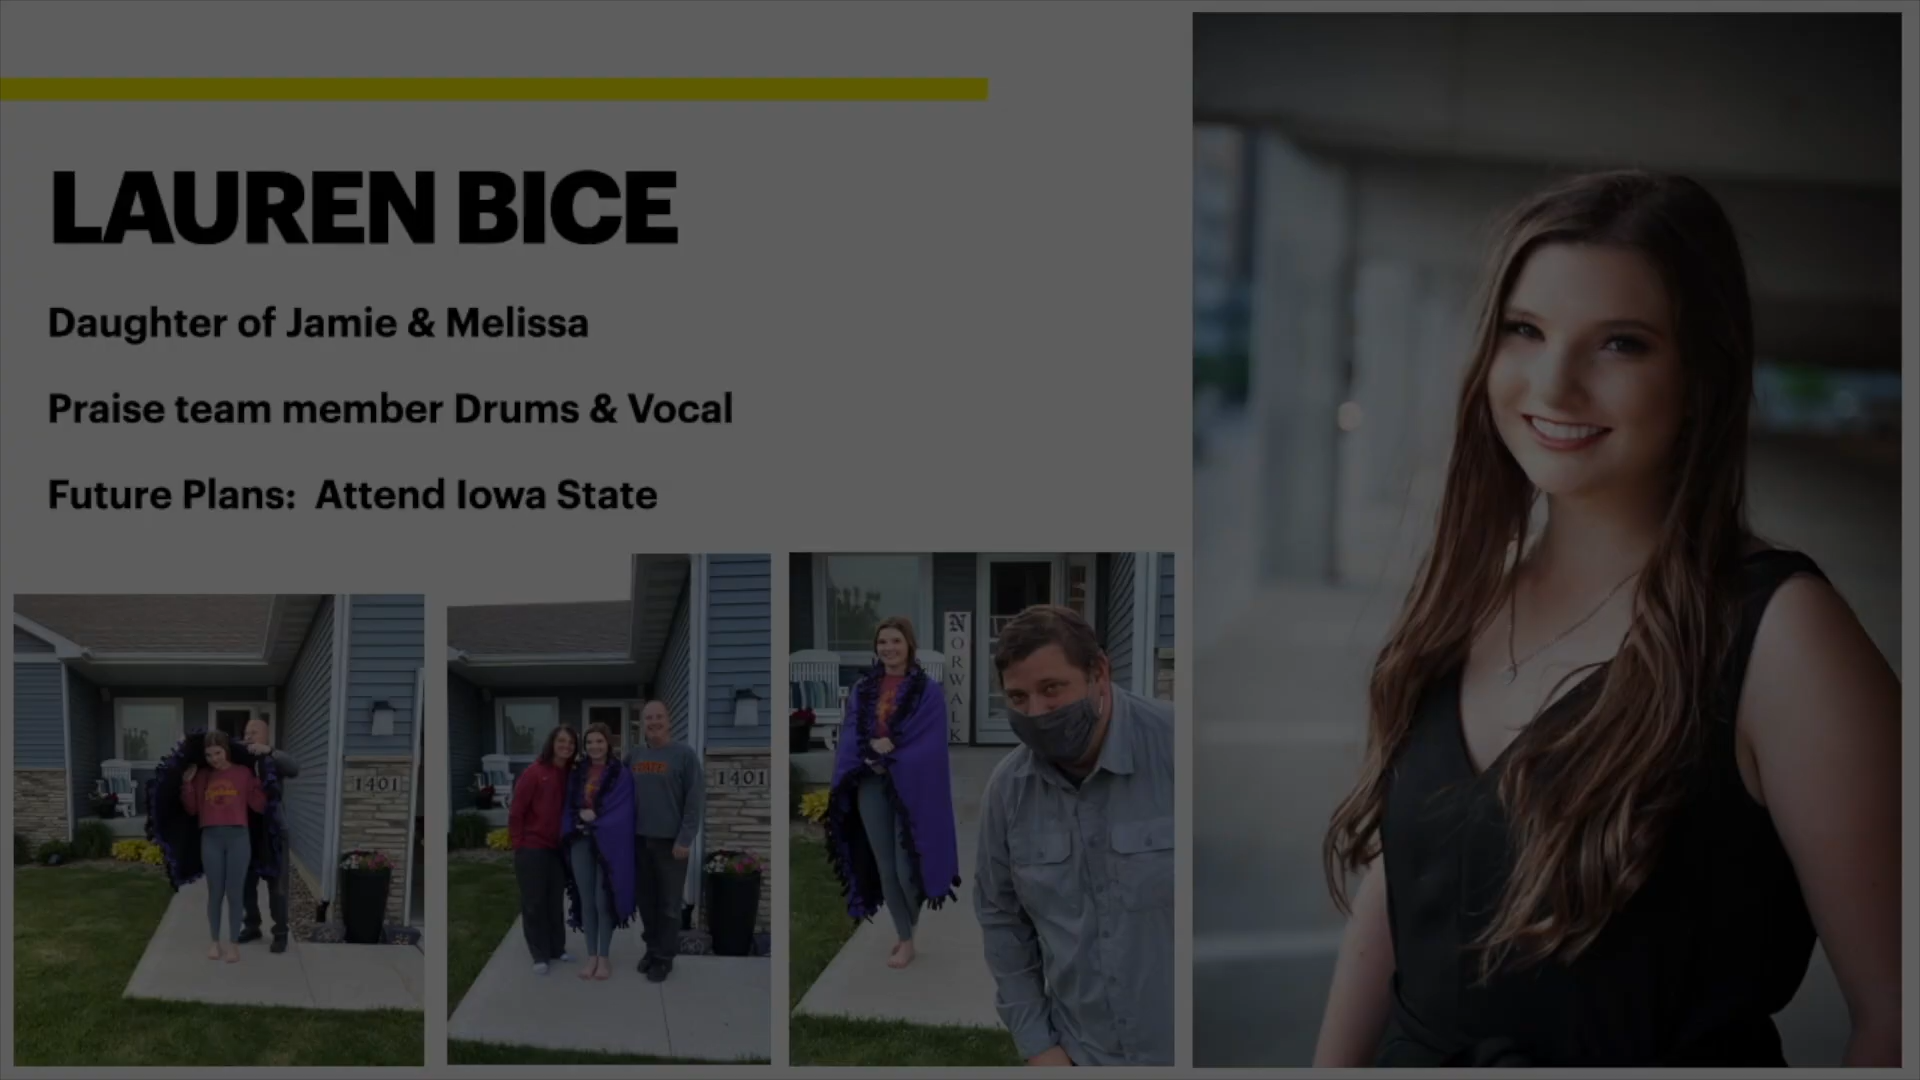 LAUREN BICE
Daughter of Jamie & Melissa
Praise team member Drums & Vocal
Future Plans: Attend Iowa State
1401
STATE
1401
NORWALK